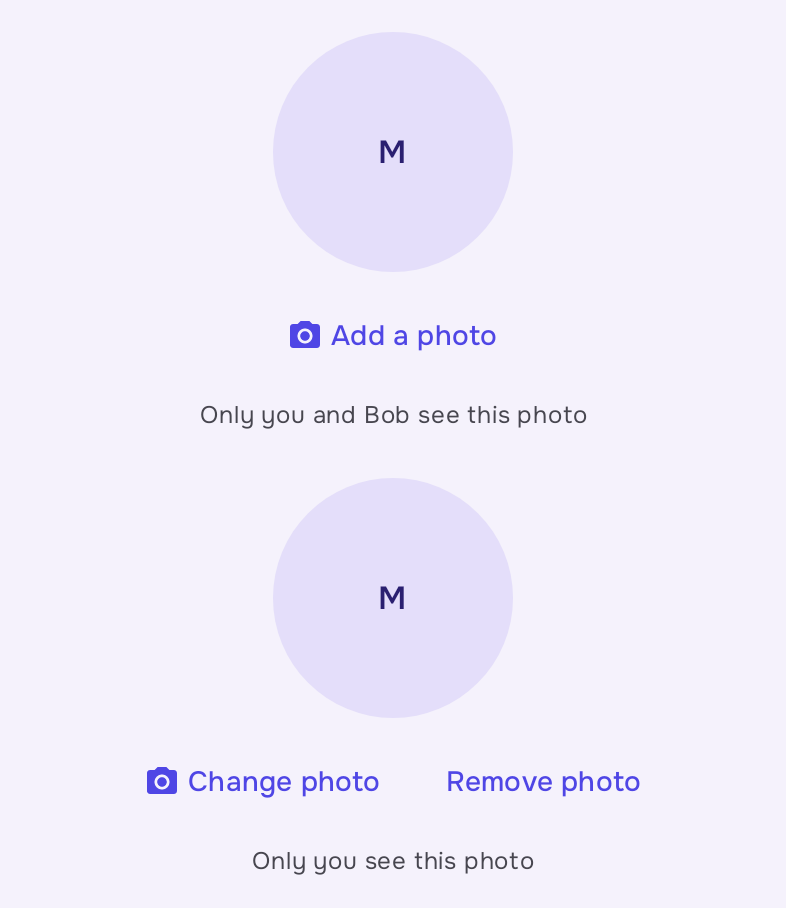 M
Add a photo
Only you and Bob see this photo
M
Change photo Remove photo
Only you see this photo